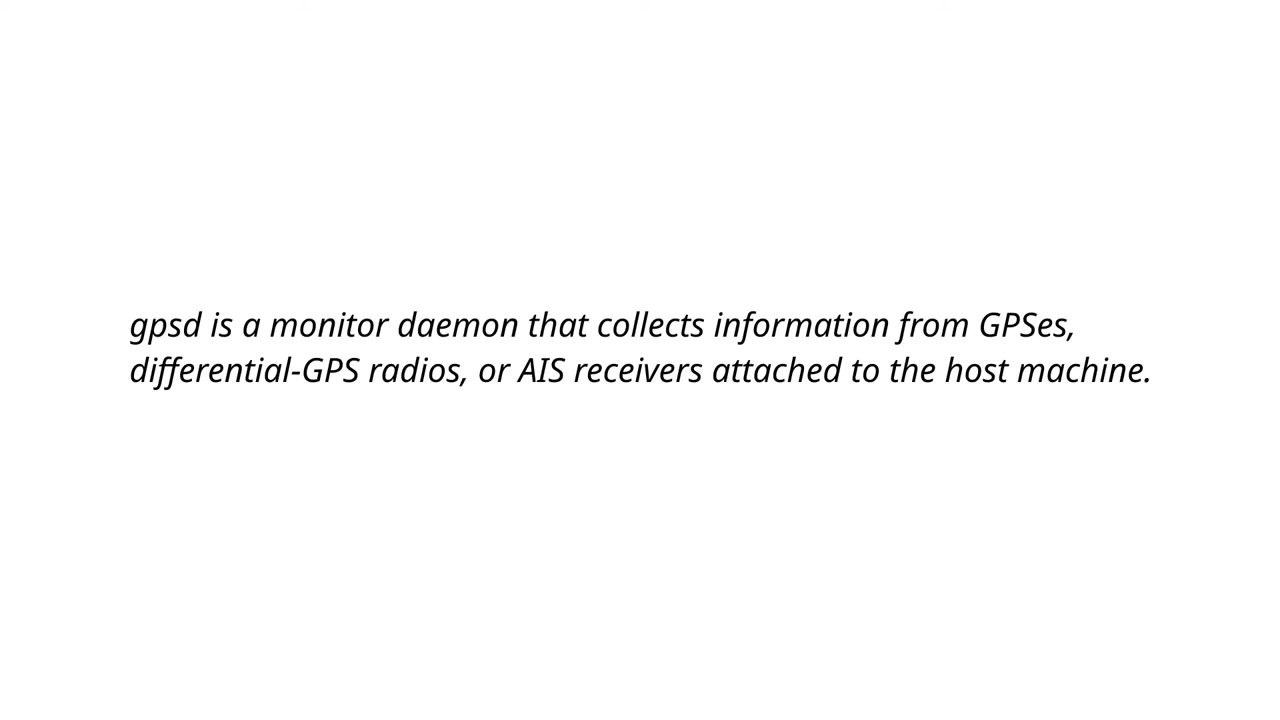 gpsd is a monitor daemon that collects information from GPSes,
differential-GPS radios, or AIS receivers attached to the host machine.